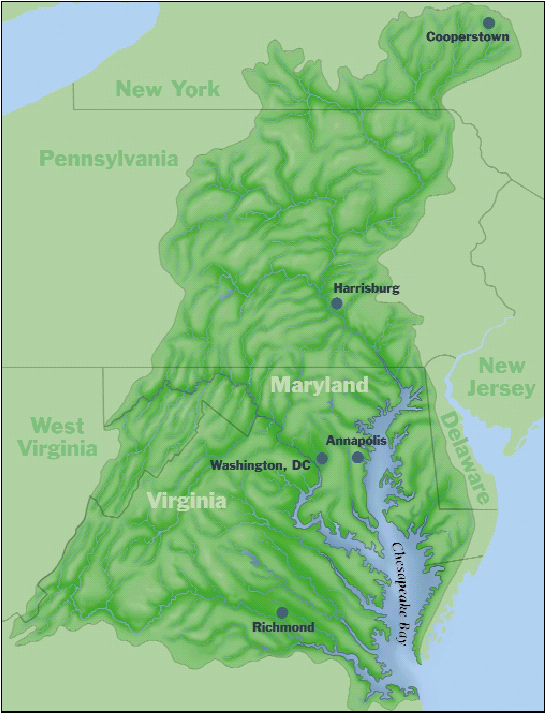 Cooperstown
New York
Pennsylvania
Harrisburg
New
Jersey
Maryland
West
Virginia
Delaware
Annapolis
Washington, DC
Virginia
Chesapeake Bay
Richmond